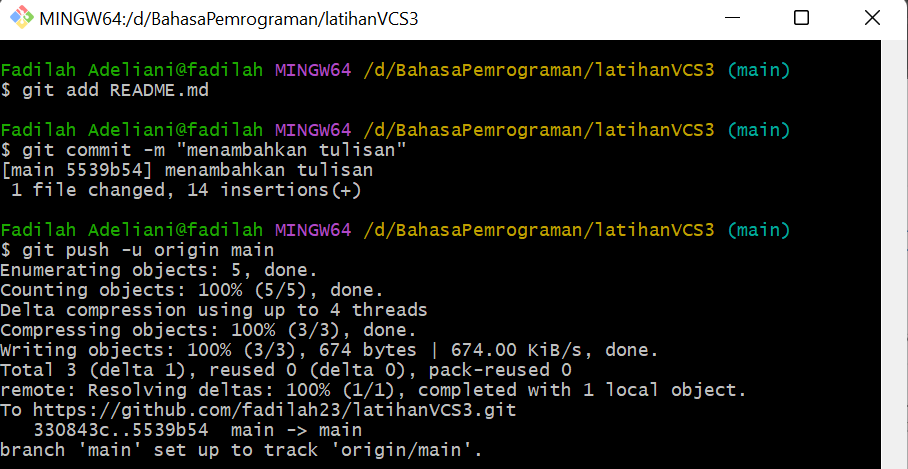 MINGW64:/d/BahasaPemrograman/latihanVCS3
Fadilah Adeliani@fadilah MINGW64 /d/BahasaPemrograman/latihanVCS3 (main)
$ git add README.md
Fadilah Adeliani@fadilah MINGW64 /d/BahasaPemrograman/latihanVCS3 (main)
$ git commit -m "menambahkan tulisan"
[main 5539b54] menambahkan tulisan
 1 file changed, 14 insertions(+)
Fadilah Adeliani@fadilah MINGW64 /d/BahasaPemrograman/latihanVCS3 (main)
$ git push -u origin main
Enumerating objects: 5, done.
Counting objects: 100% (5/5), done.
Delta compression using up to 4 threads
Compressing objects: 100% (3/3), done.
Writing objects: 100% (3/3), 674 bytes | 674.00 KiB/s, done.
Total 3 (delta 1), reused 0 (delta 0), pack-reused 0
remote: Resolving deltas: 100% (1/1), completed with 1 local object.
To https://github.com/fadilah23/latihanVCS3.git
   330843c..5539b54  main -> main
branch 'main' set up to track 'origin/main'.